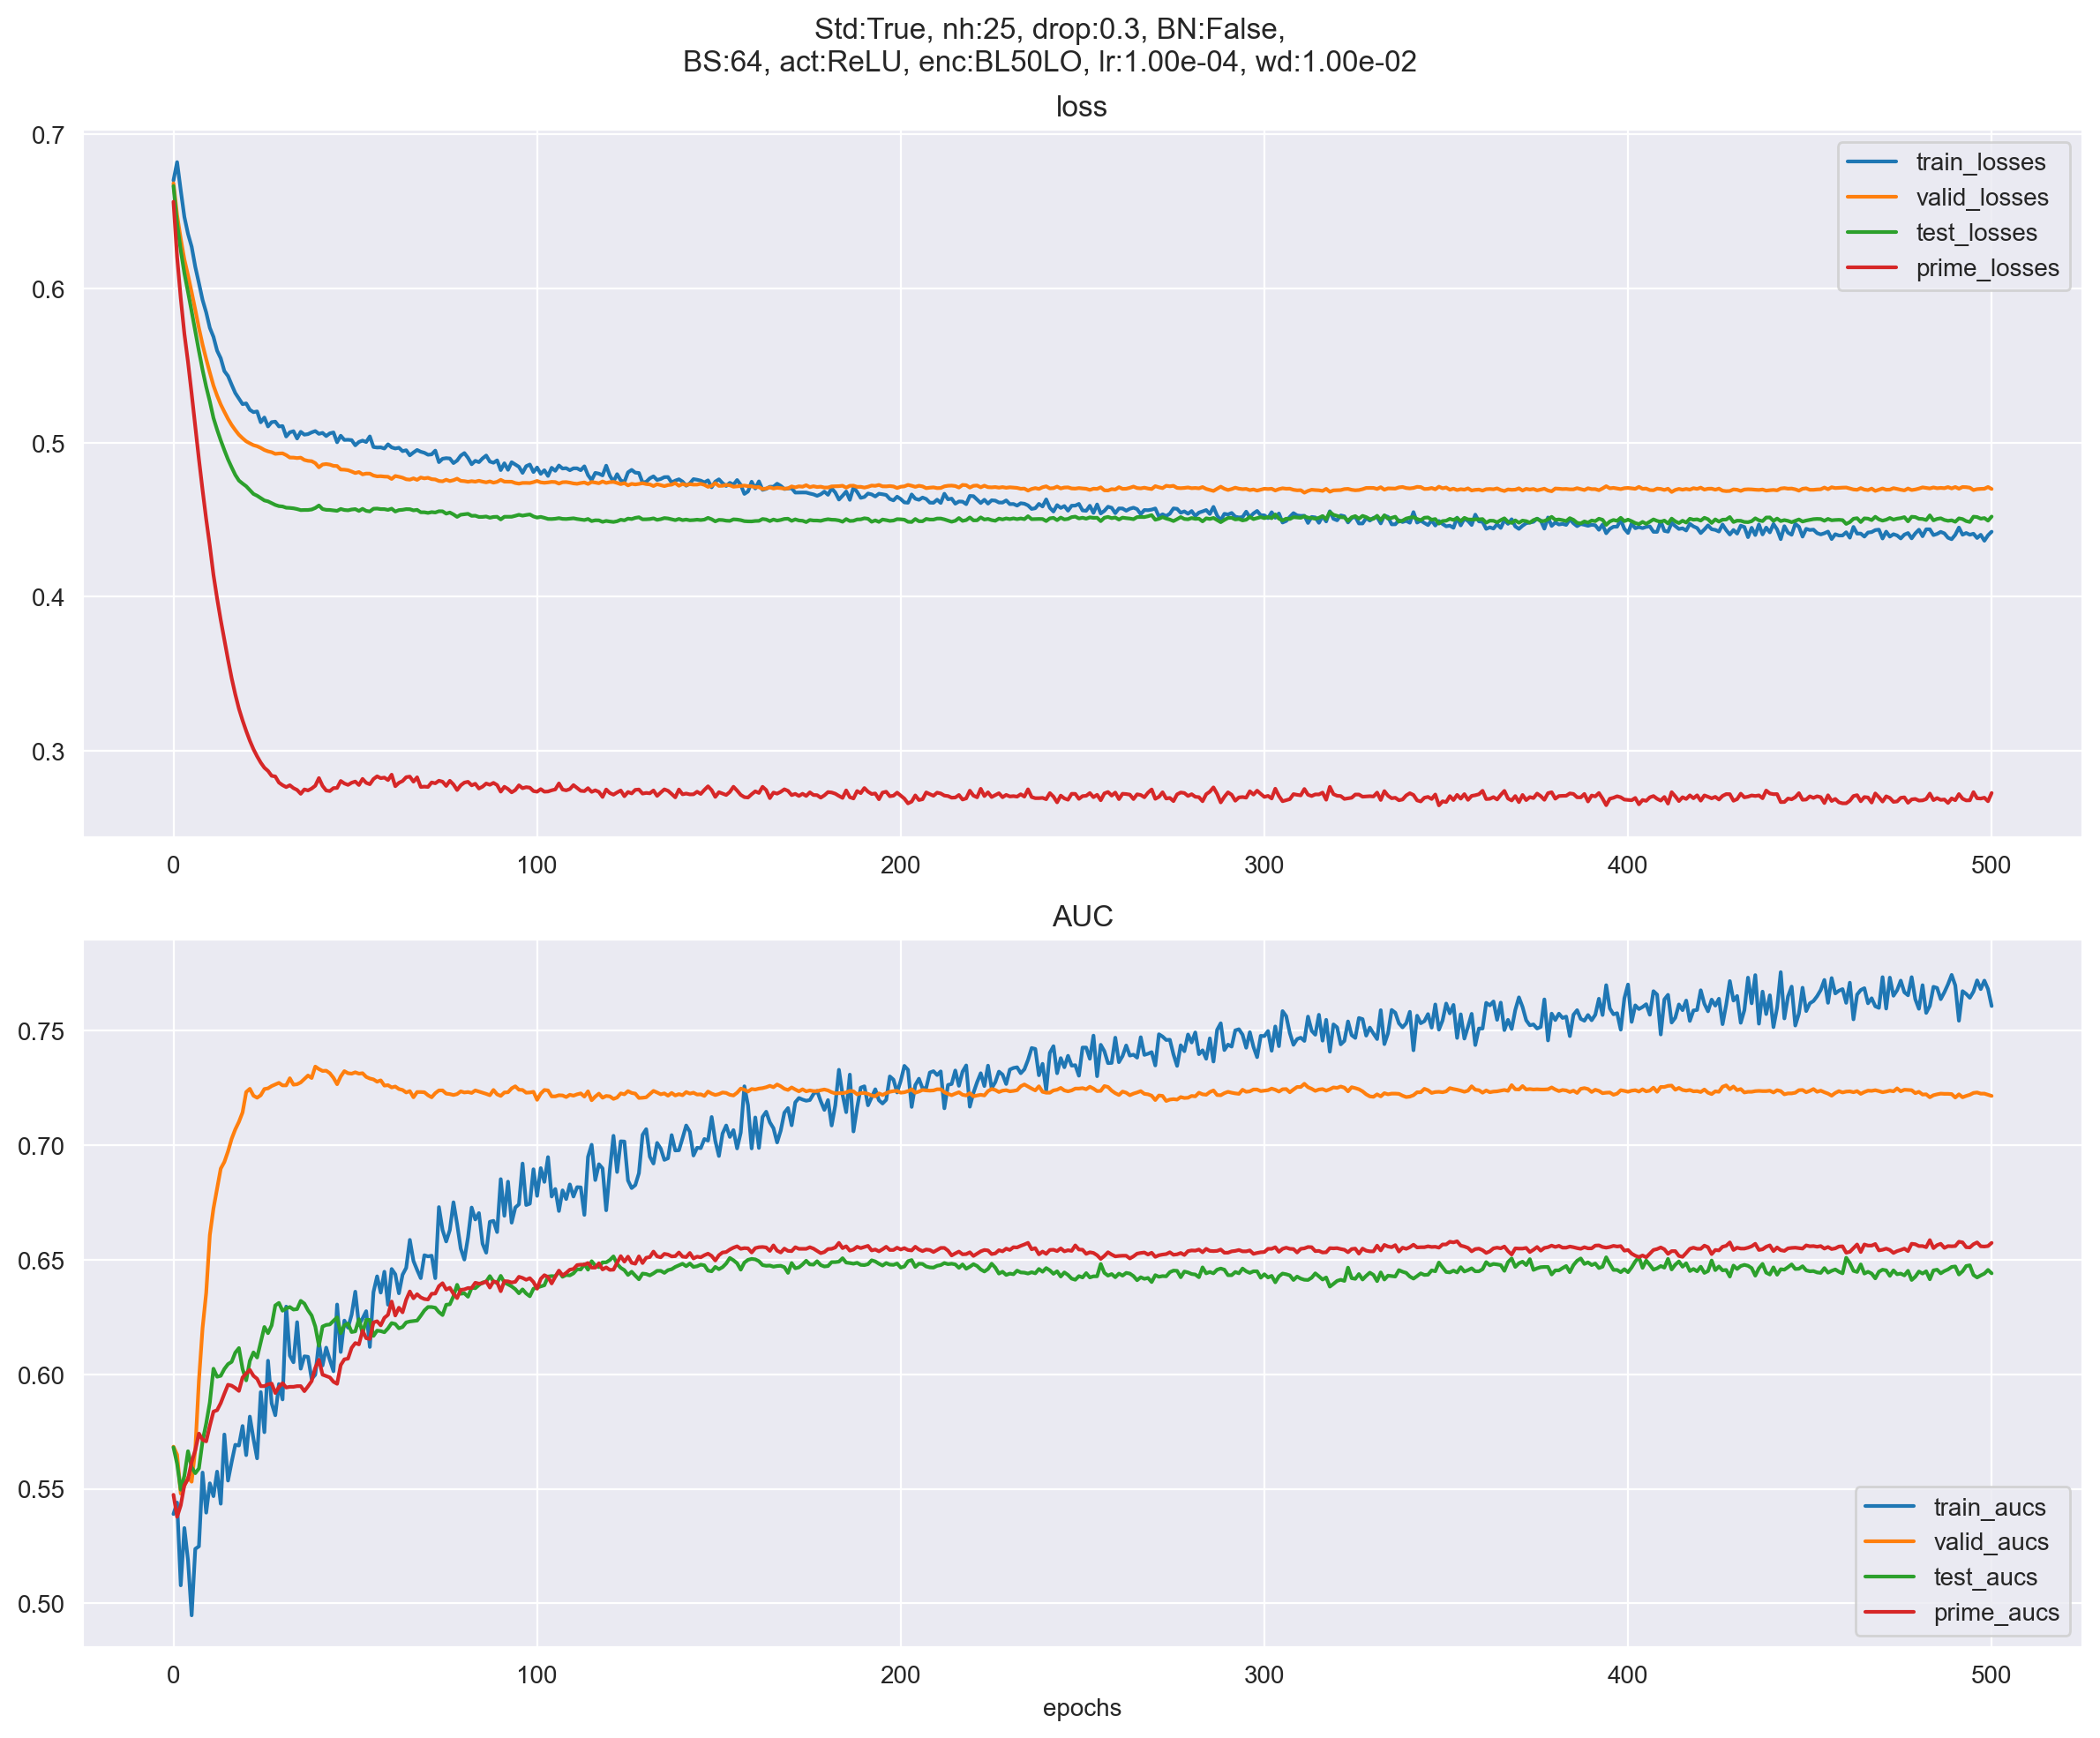 Std:True, nh:25, drop:0.3, BN:False,
BS:64, act:ReLU, enc:BL50LO, lr:1.00e-04, wd:1.00e-02
loss
0.7
0.6
0.5
0.4
0.3
train_losses
valid_losses
test_losses
prime_losses
0 100 200 300 400 500
AUC
0.75
0.70
0.65
0.60
0.55
0.50
train_aucs
valid_aucs
test_aucs
prime_aucs
0 100 200 300 400 500
epochs